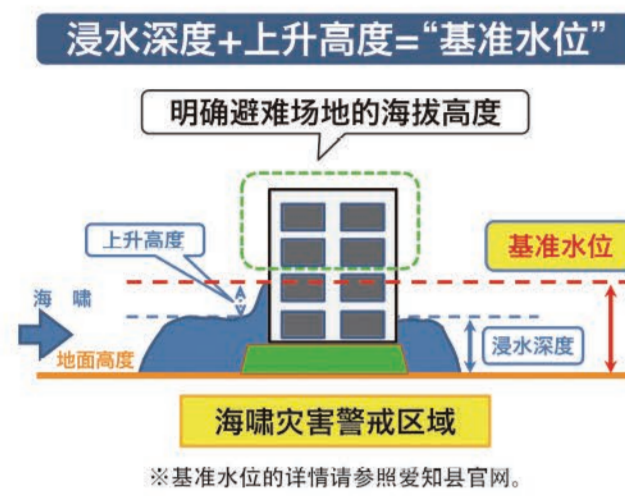 浸水深度+上升高度=“基准水位”
明确避难场地的海拔高度
上升高度
基准水位
海 啸
浸水深度
地面高度
海啸灾害警戒区域
※基准水位的详情请参照爱知县官网。